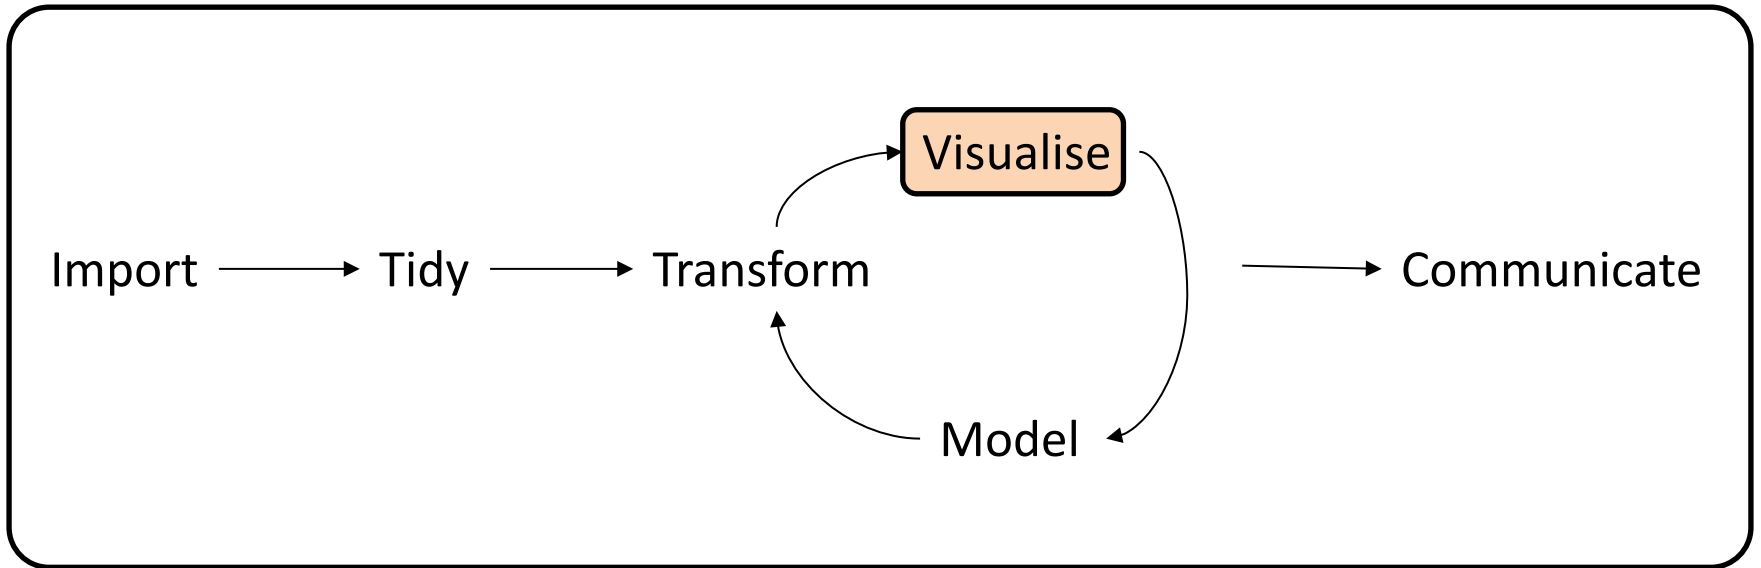 Visualise
Import
Tidy
Transform
Communicate
Model